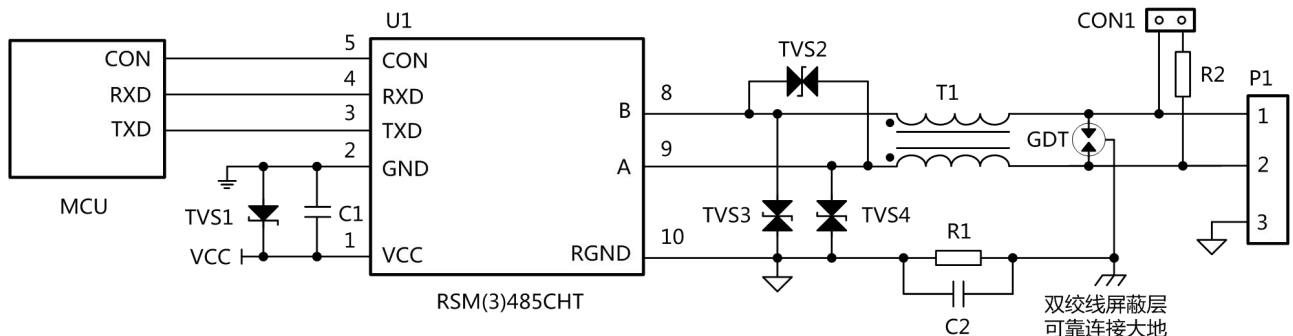 U1
CON1
TVS2
MCU
CON
RXD
TXD
5
4
3
2
1
CON
RXD
TXD
GND
VCC
B
A
RGND
8
9
10
T1
R2
P1
1
2
3
GDT
TVS1
C1
VCC
TVS3
TVS4
R1
C2
RSM(3)485CHT
双绞线屏蔽层
可靠连接大地